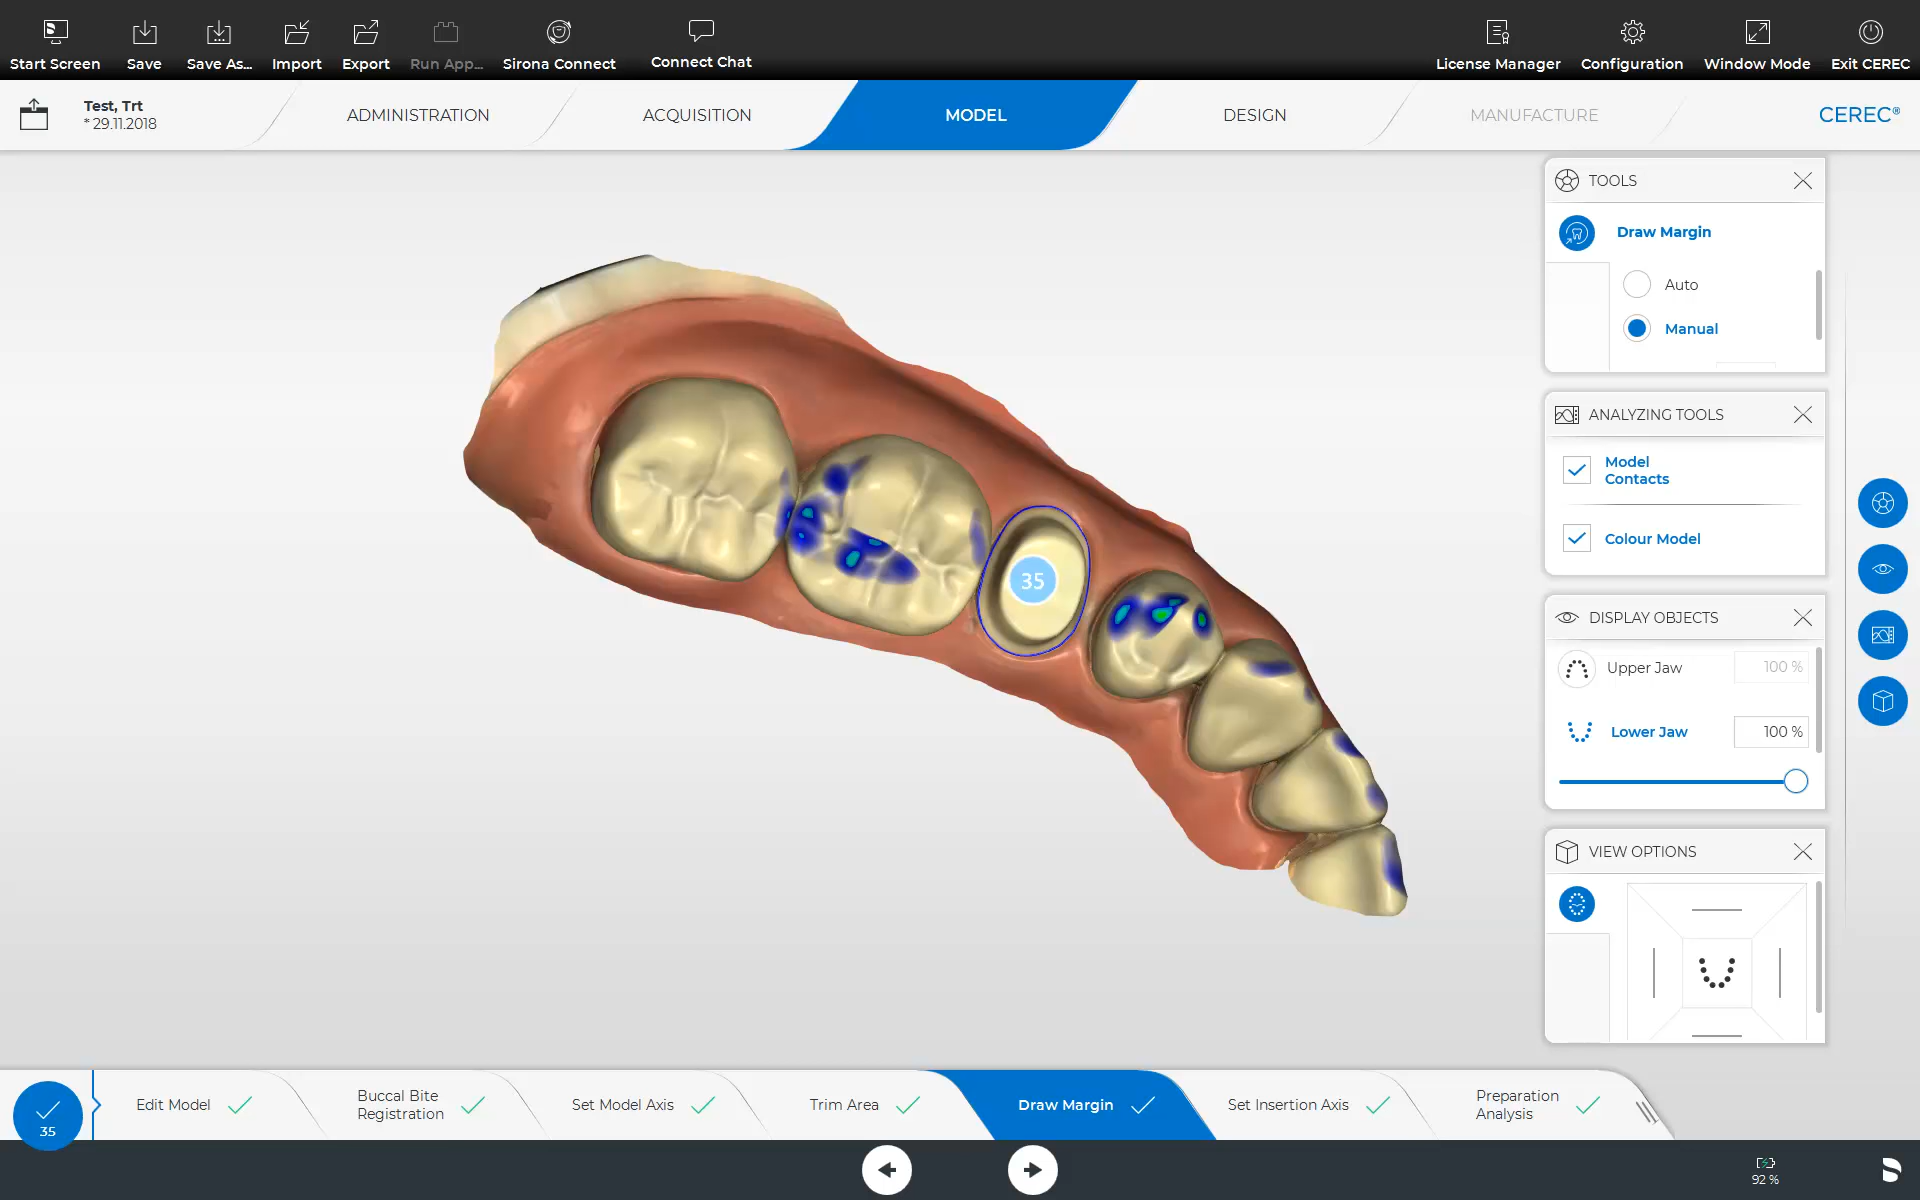 Start Screen
Save
Save As...
Import
Export
Run App...
Sirona Connect
Connect Chat
License Manager
Configuration
Window Mode
Exit CEREC
Test, Trt
* 29.11.2018
ADMINISTRATION
ACQUISITION
MODEL
DESIGN
MANUFACTURE
CEREC®
TOOLS
Draw Margin
Auto
Manual
ANALYZING TOOLS
Model
Contacts
Colour Model
DISPLAY OBJECTS
Upper Jaw
100 %
Lower Jaw
100 %
VIEW OPTIONS
35
35
Edit Model
Buccal Bite
Registration
Set Model Axis
Trim Area
Draw Margin
Set Insertion Axis
Preparation
Analysis
92 %